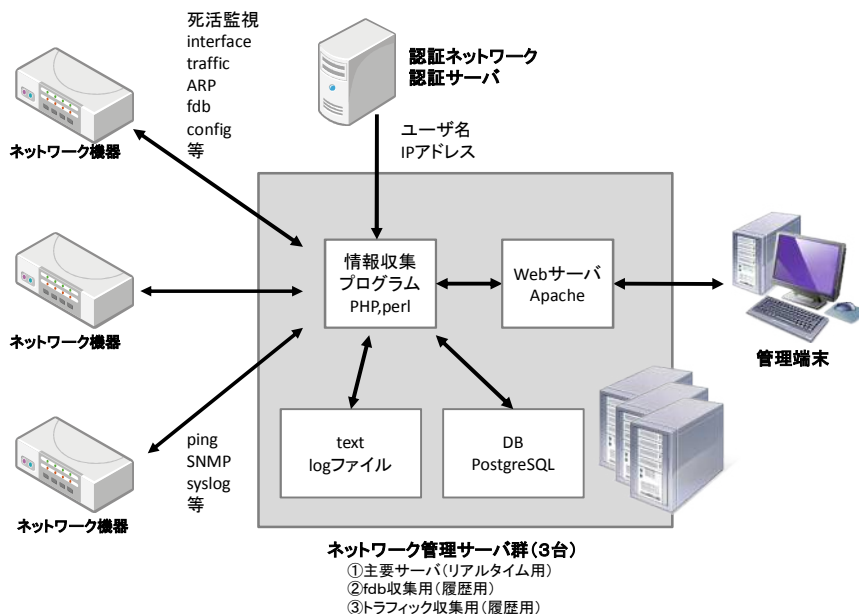 死活監視
interface
traffic
ARP
fdb
config
等
ネットワーク機器
認証ネットワーク
認証サーバ
ユーザ名
IPアドレス
ネットワーク機器
情報収集
プログラム
PHP,perl
Webサーバ
Apache
管理端末
ping
SNMP
syslog
等
ネットワーク機器
text
logファイル
DB
PostgreSQL
ネットワーク管理サーバ群(3台)
①主要サーバ(リアルタイム用)
②fdb収集用(履歴用)
③トラフィック収集用(履歴用)